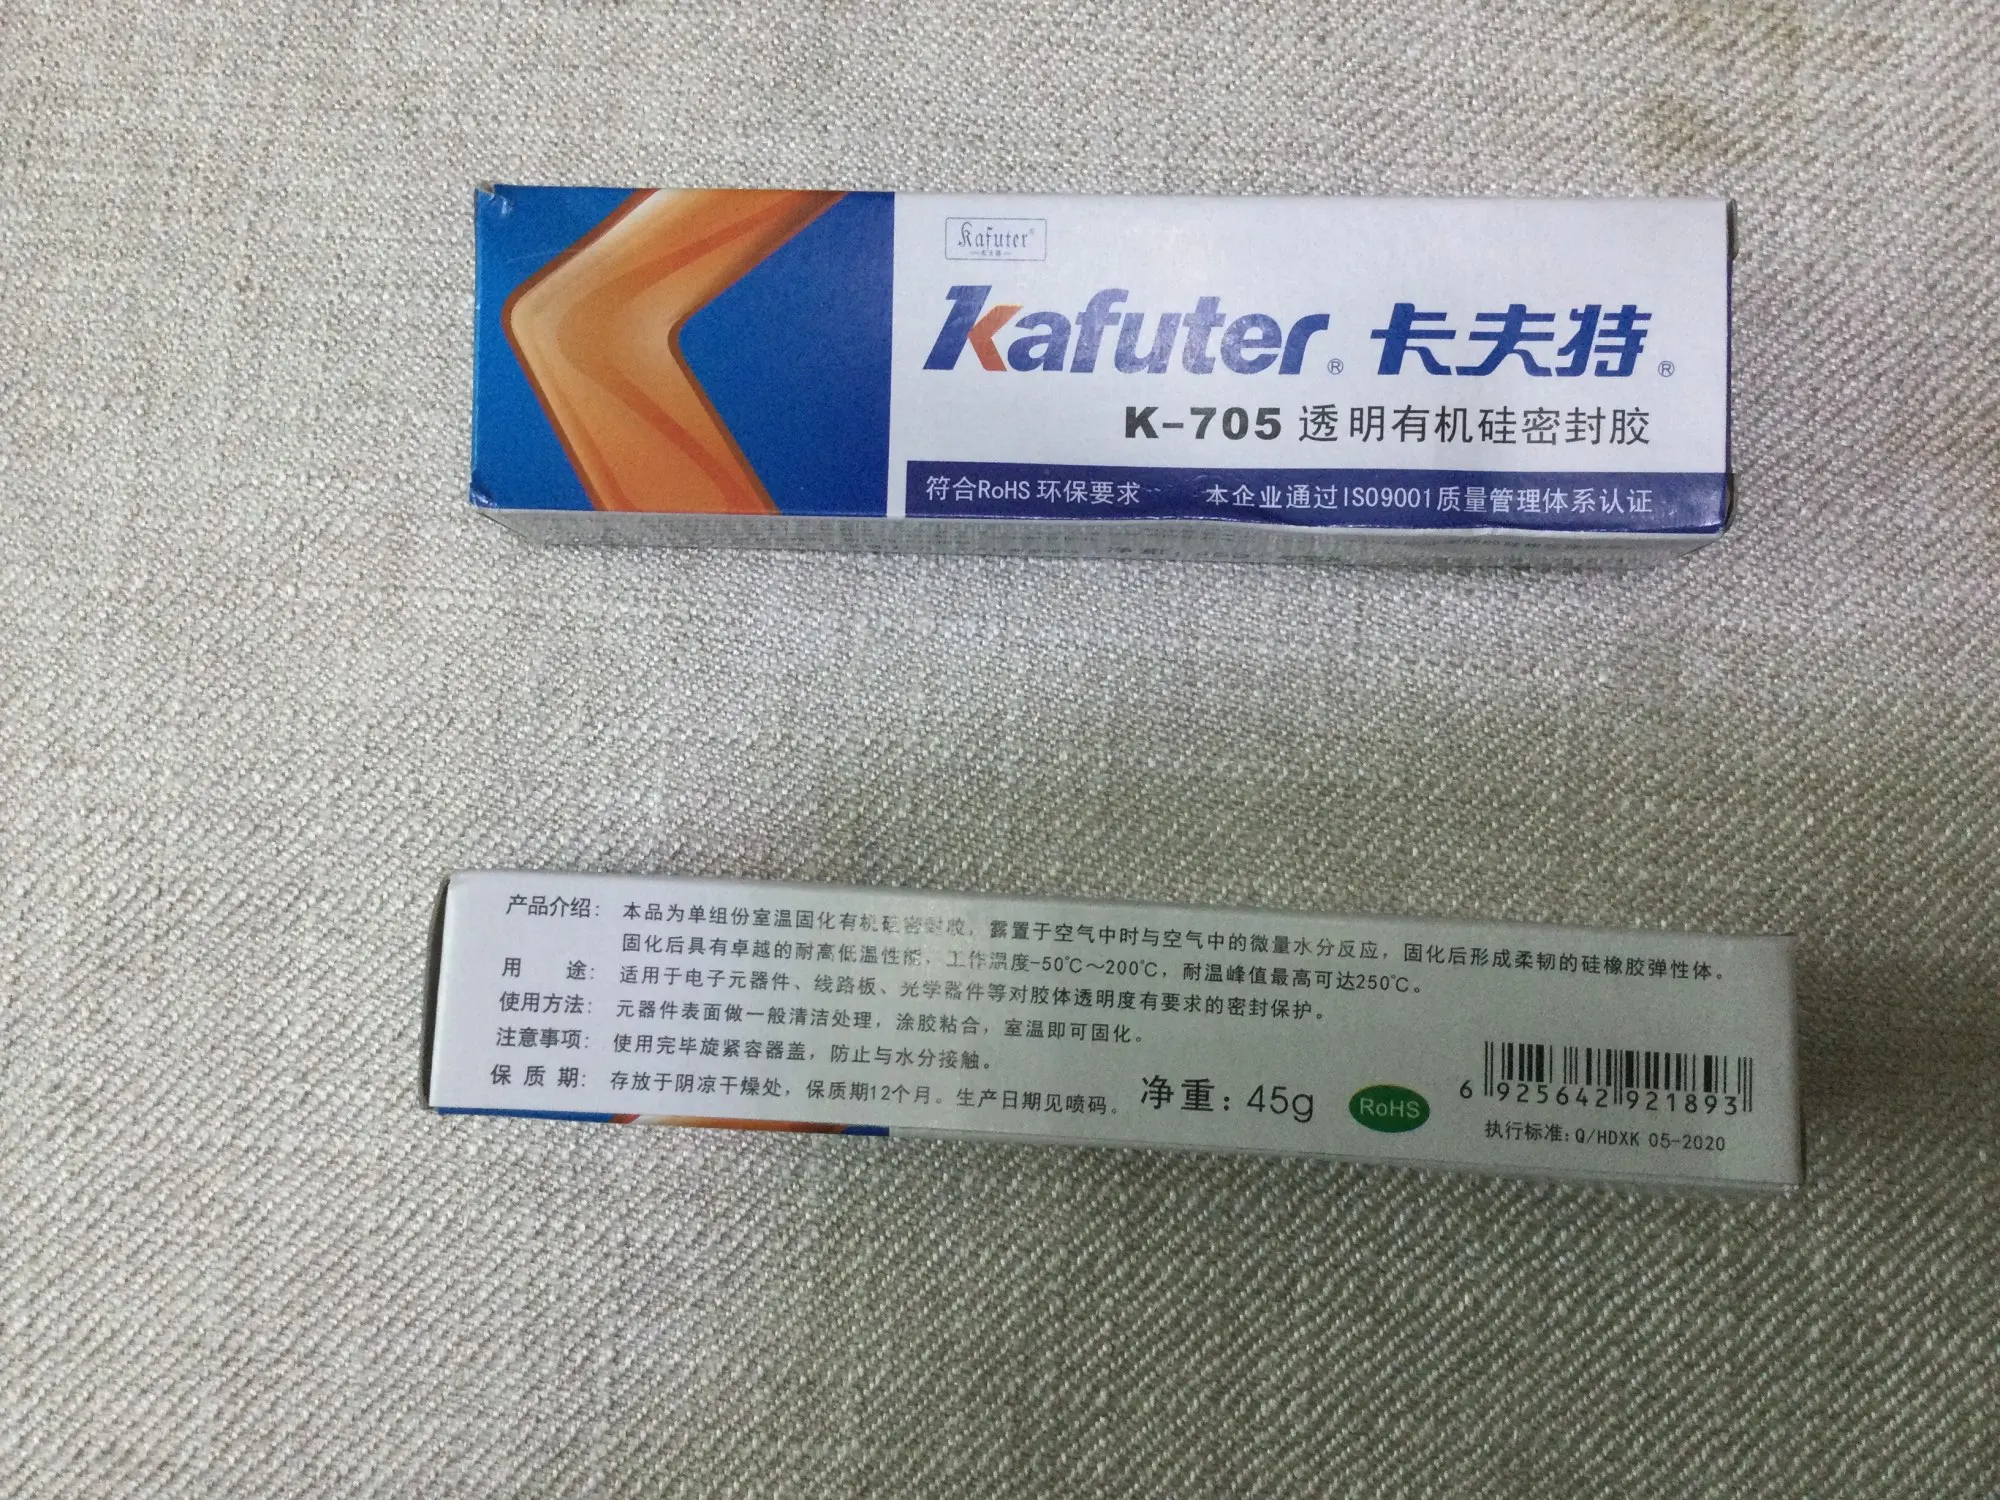 Kafuter®
Kafuter® 卡夫特®
K-705 透明有机硅密封胶
符合RoHS环保要求 本企业通过ISO9001质量管理体系认证
产品介绍： 本品为单组份室温固化有机硅密封胶，露置于空气中时与空气中的微量水分反应，固化后形成柔韧的硅橡胶弹性体。
固化后具有卓越的耐高低温性能，工作温度-50℃～200℃，耐温峰值最高可达250℃。
用 途： 适用于电子元器件、线路板、光学器件等对胶体透明度有要求的密封保护。
使用方法： 元器件表面做一般清洁处理，涂胶粘合，室温即可固化。
注意事项： 使用完毕旋紧容器盖，防止与水分接触。
保 质 期： 存放于阴凉干燥处，保质期12个月。生产日期见喷码。 净重：45g RoHS
6 925642 921893
执行标准：Q/HDXK 05-2020